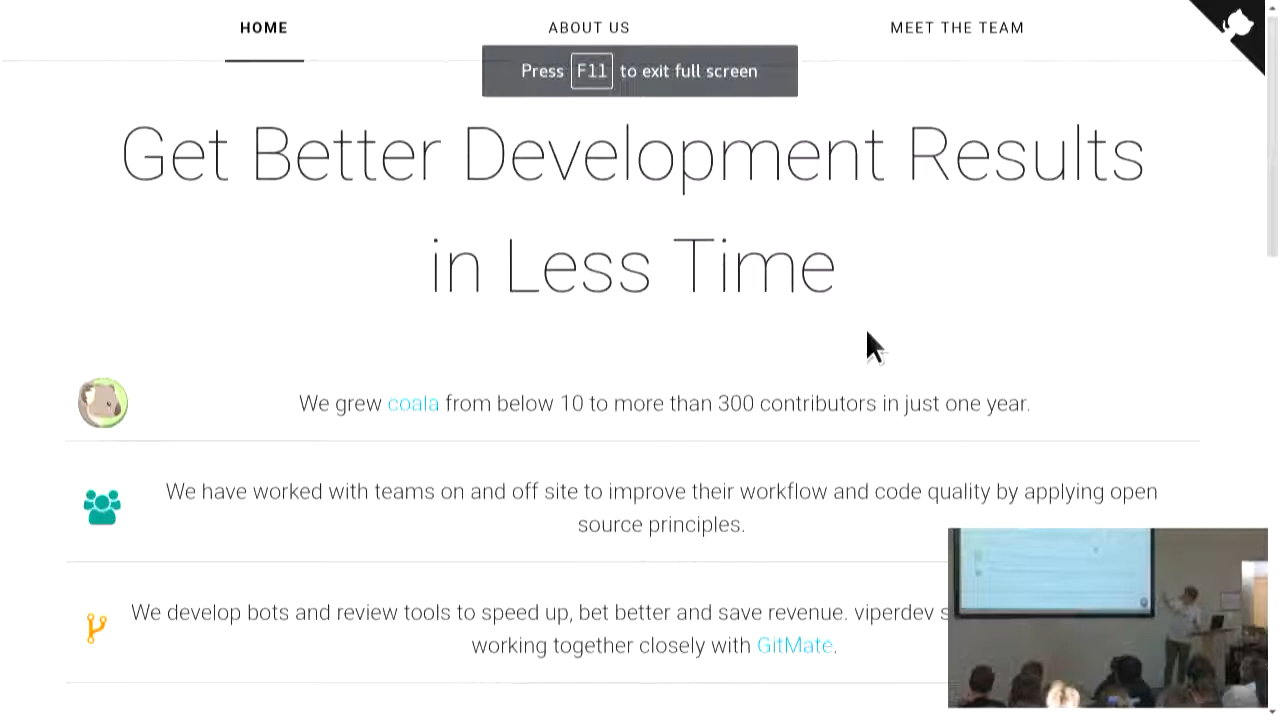 HOME ABOUT US MEET THE TEAM
Press F11 to exit full screen
Get Better Development Results
in Less Time
We grew coala from below 10 to more than 300 contributors in just one year.
We have worked with teams on and off site to improve their workflow and code quality by applying open
source principles.
We develop bots and review tools to speed up, bet better and save revenue. viperdev
working together closely with GitMate.